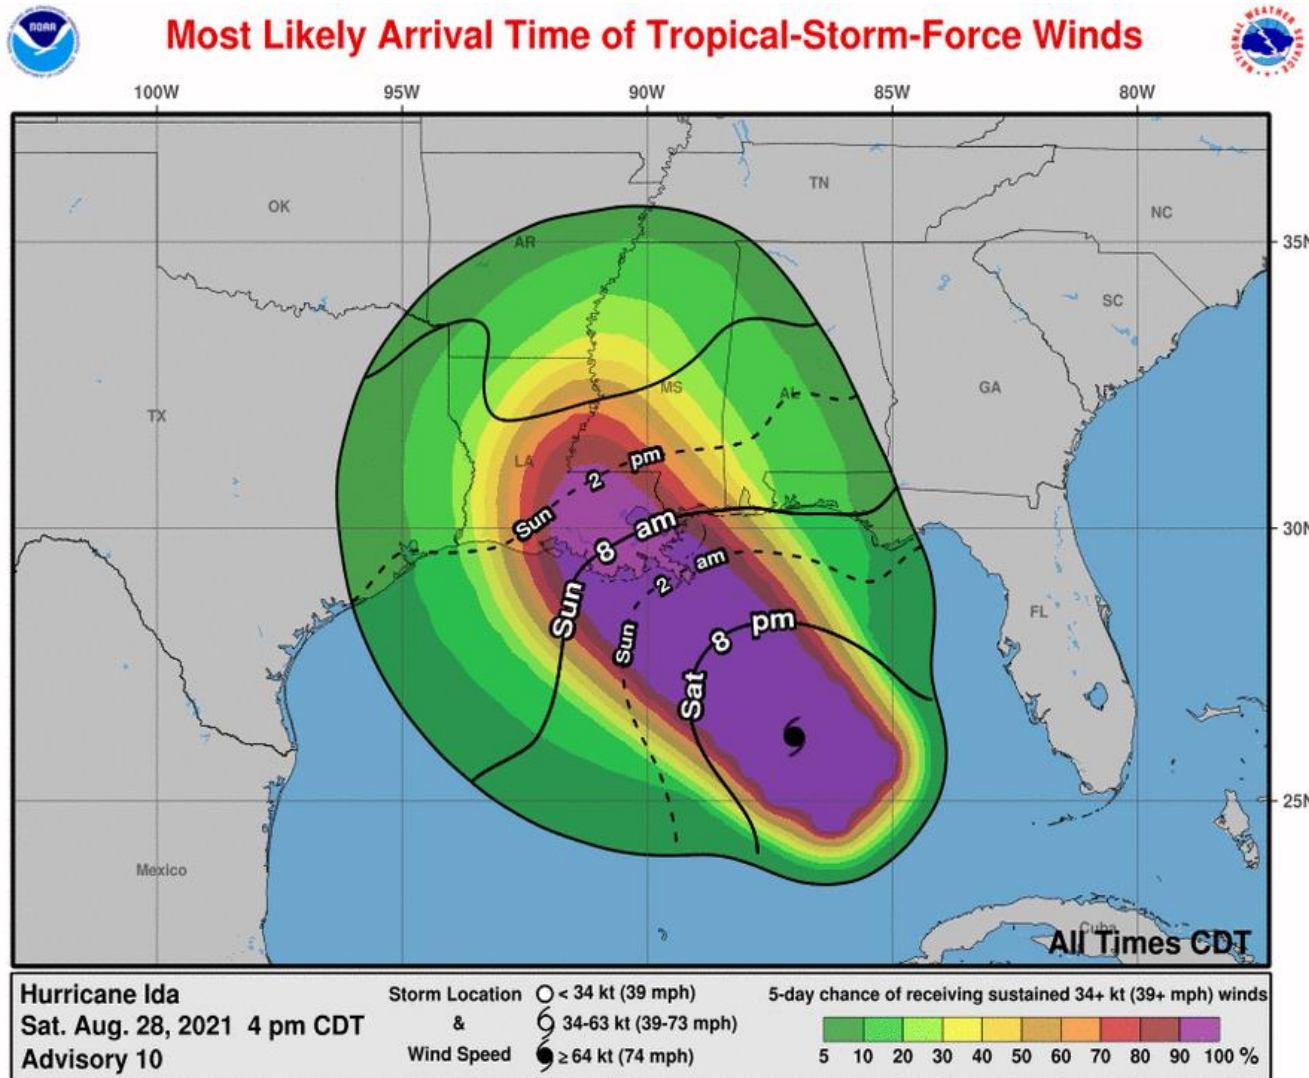 NOAA
Most Likely Arrival Time of Tropical-Storm-Force Winds
NATIONAL WEATHER SERVICE
100W 95W 90W 85W 80W
TN
OK
NC
AR
35N
SC
MS
AL
GA
TX
LA
2 pm
Sun
8 am
30N
2 am
Sun
FL
8 pm
Sun
Sat
25N
Mexico
Cuba
All Times CDT
Hurricane Ida
Sat. Aug. 28, 2021 4 pm CDT
Advisory 10
Storm Location
&
Wind Speed
< 34 kt (39 mph)
34-63 kt (39-73 mph)
≥ 64 kt (74 mph)
5-day chance of receiving sustained 34+ kt (39+ mph) winds
5 10 20 30 40 50 60 70 80 90 100 %